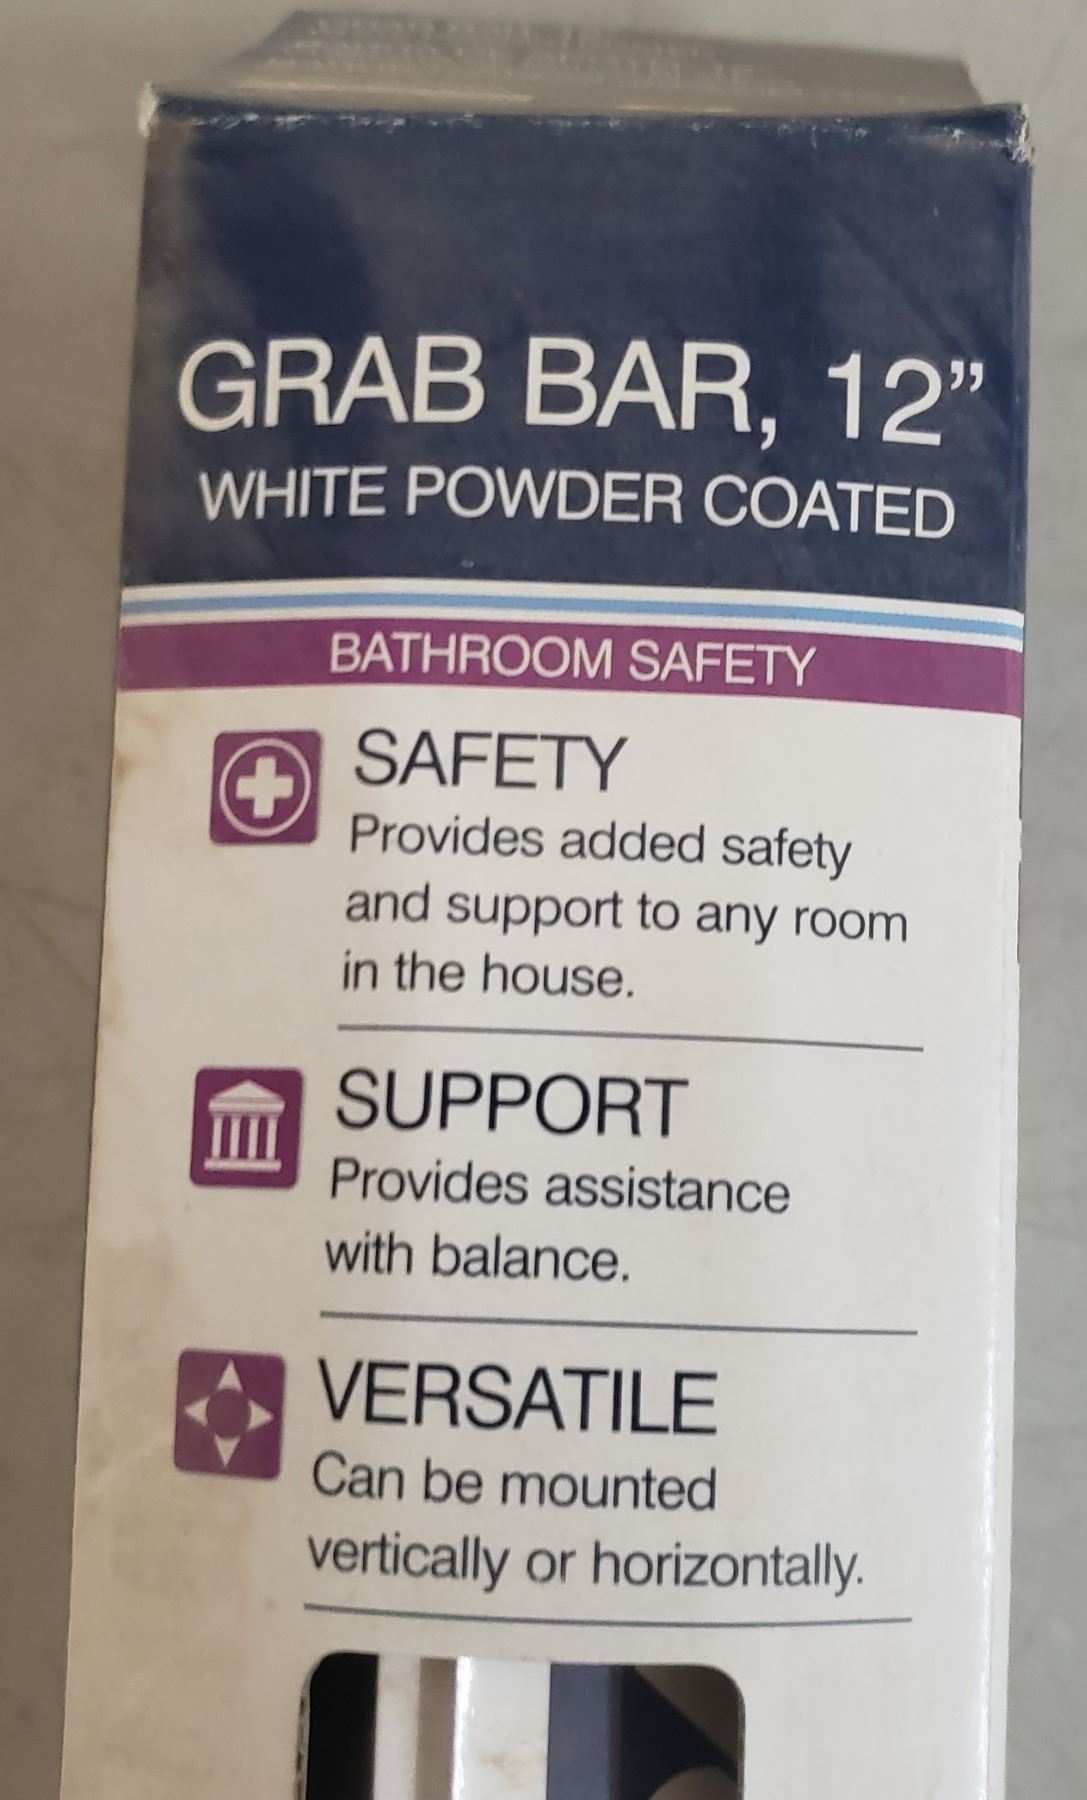 GRAB BAR, 12”
WHITE POWDER COATED
BATHROOM SAFETY
SAFETY
Provides added safety
and support to any room
in the house.
SUPPORT
Provides assistance
with balance.
VERSATILE
Can be mounted
vertically or horizontally.